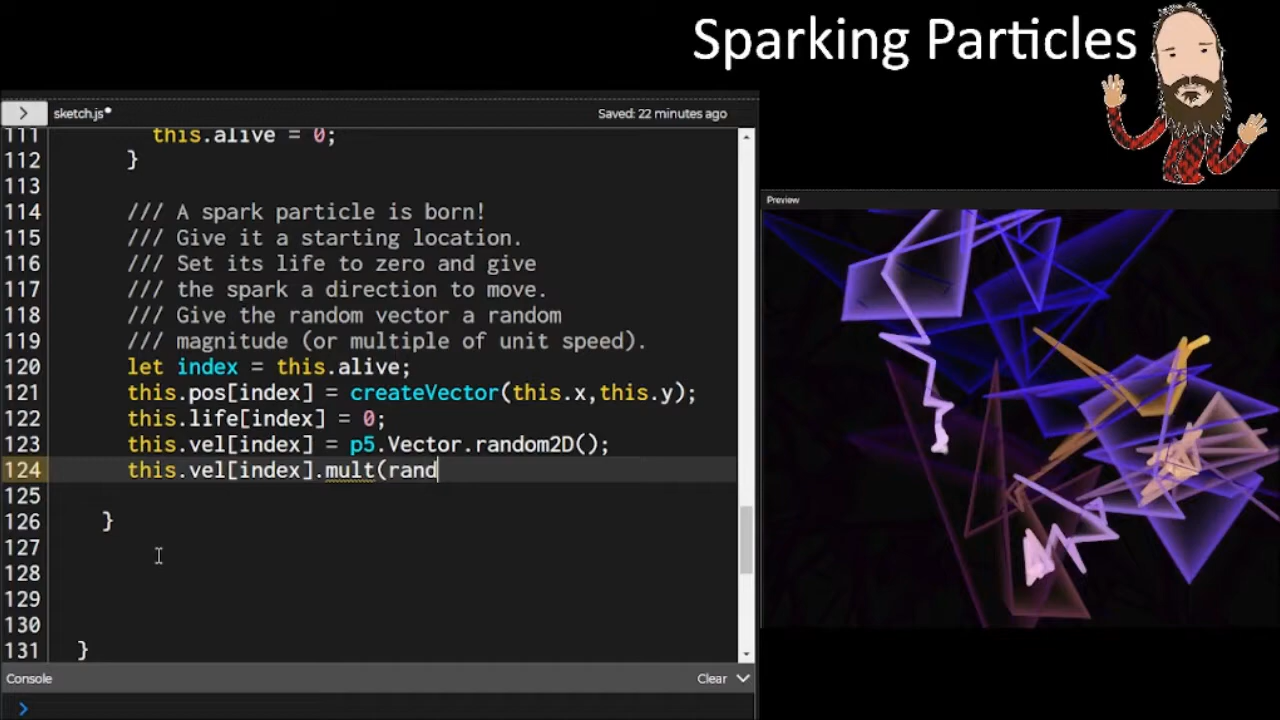 Sparking Particles
sketch.js*
Saved: 22 minutes ago
Preview
111 this.alive = 0;
112 }
113
114 /// A spark particle is born!
115 /// Give it a starting location.
116 /// Set its life to zero and give
117 /// the spark a direction to move.
118 /// Give the random vector a random
119 /// magnitude (or multiple of unit speed).
120 let index = this.alive;
121 this.pos[index] = createVector(this.x,this.y);
122 this.life[index] = 0;
123 this.vel[index] = p5.Vector.random2D();
124 this.vel[index].mult(rand
125
126 }
127
128
129
130
131 }
Console
Clear